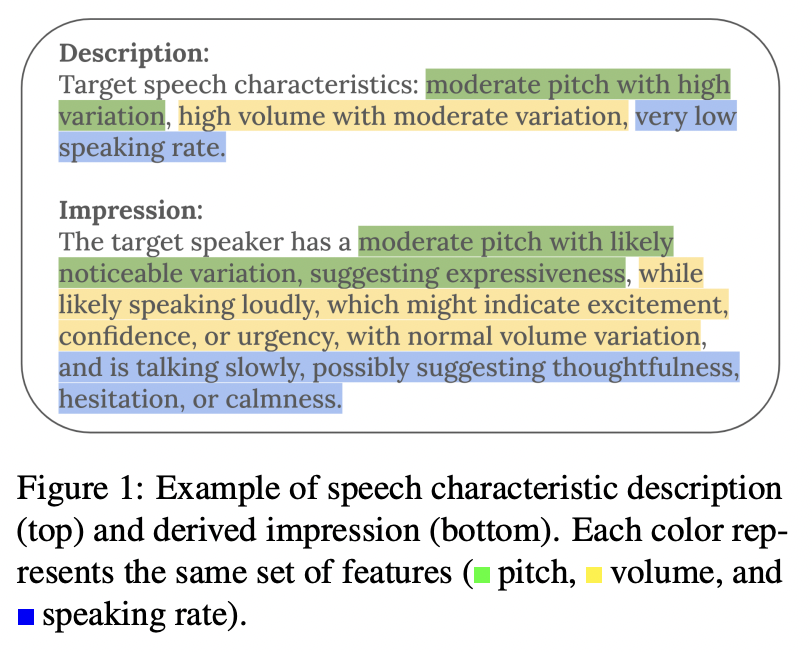 Description:
Target speech characteristics: moderate pitch with high
variation, high volume with moderate variation, very low
speaking rate.
Impression:
The target speaker has a moderate pitch with likely
noticeable variation, suggesting expressiveness, while
likely speaking loudly, which might indicate excitement,
confidence, or urgency, with normal volume variation,
and is talking slowly, possibly suggesting thoughtfulness,
hesitation, or calmness.
Figure 1: Example of speech characteristic description
(top) and derived impression (bottom). Each color rep-
resents the same set of features ( pitch, volume, and
speaking rate).